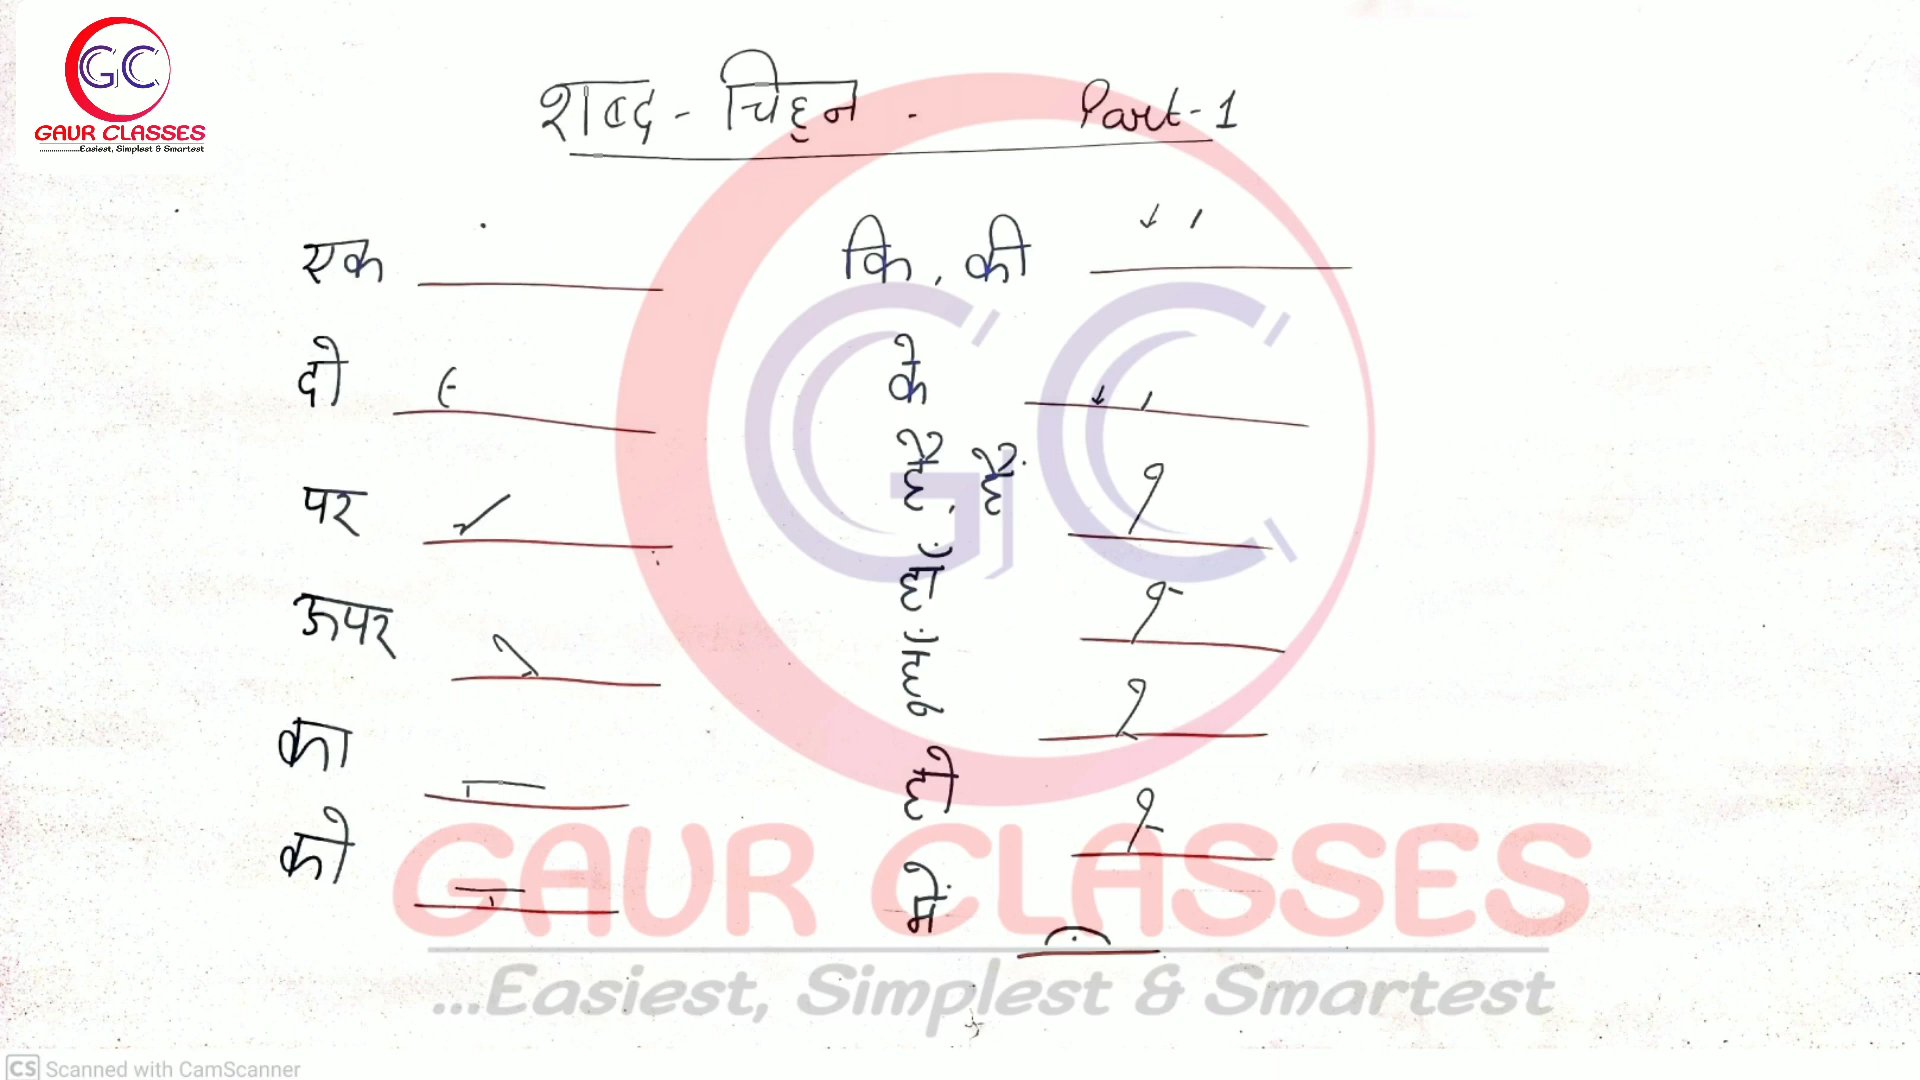 GC
GAUR CLASSES
...Easiest, Simplest & Smartest
शब्द - चिह्न . Part-1
एक
दो
पर
ऊपर
का
को
कि, की
के
है, हैं.
हो
में
GC
GAUR CLASSES
...Easiest, Simplest & Smartest
CS Scanned with CamScanner